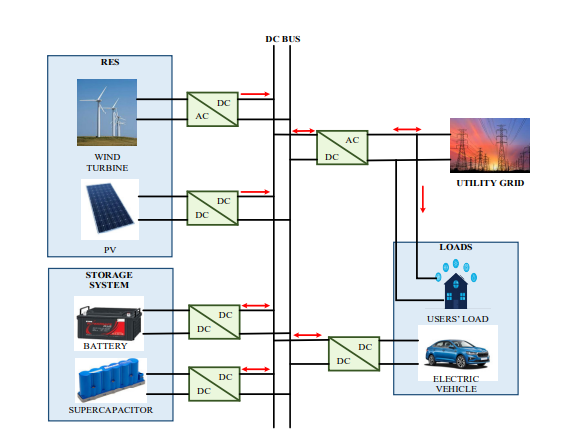 DC BUS
RES
DC
AC
WIND
TURBINE
AC
DC
UTILITY GRID
DC
DC
PV
LOADS
STORAGE
SYSTEM
DC
DC
BATTERY
USERS' LOAD
DC
DC
DC
DC
ELECTRIC
VEHICLE
SUPERCAPACITOR